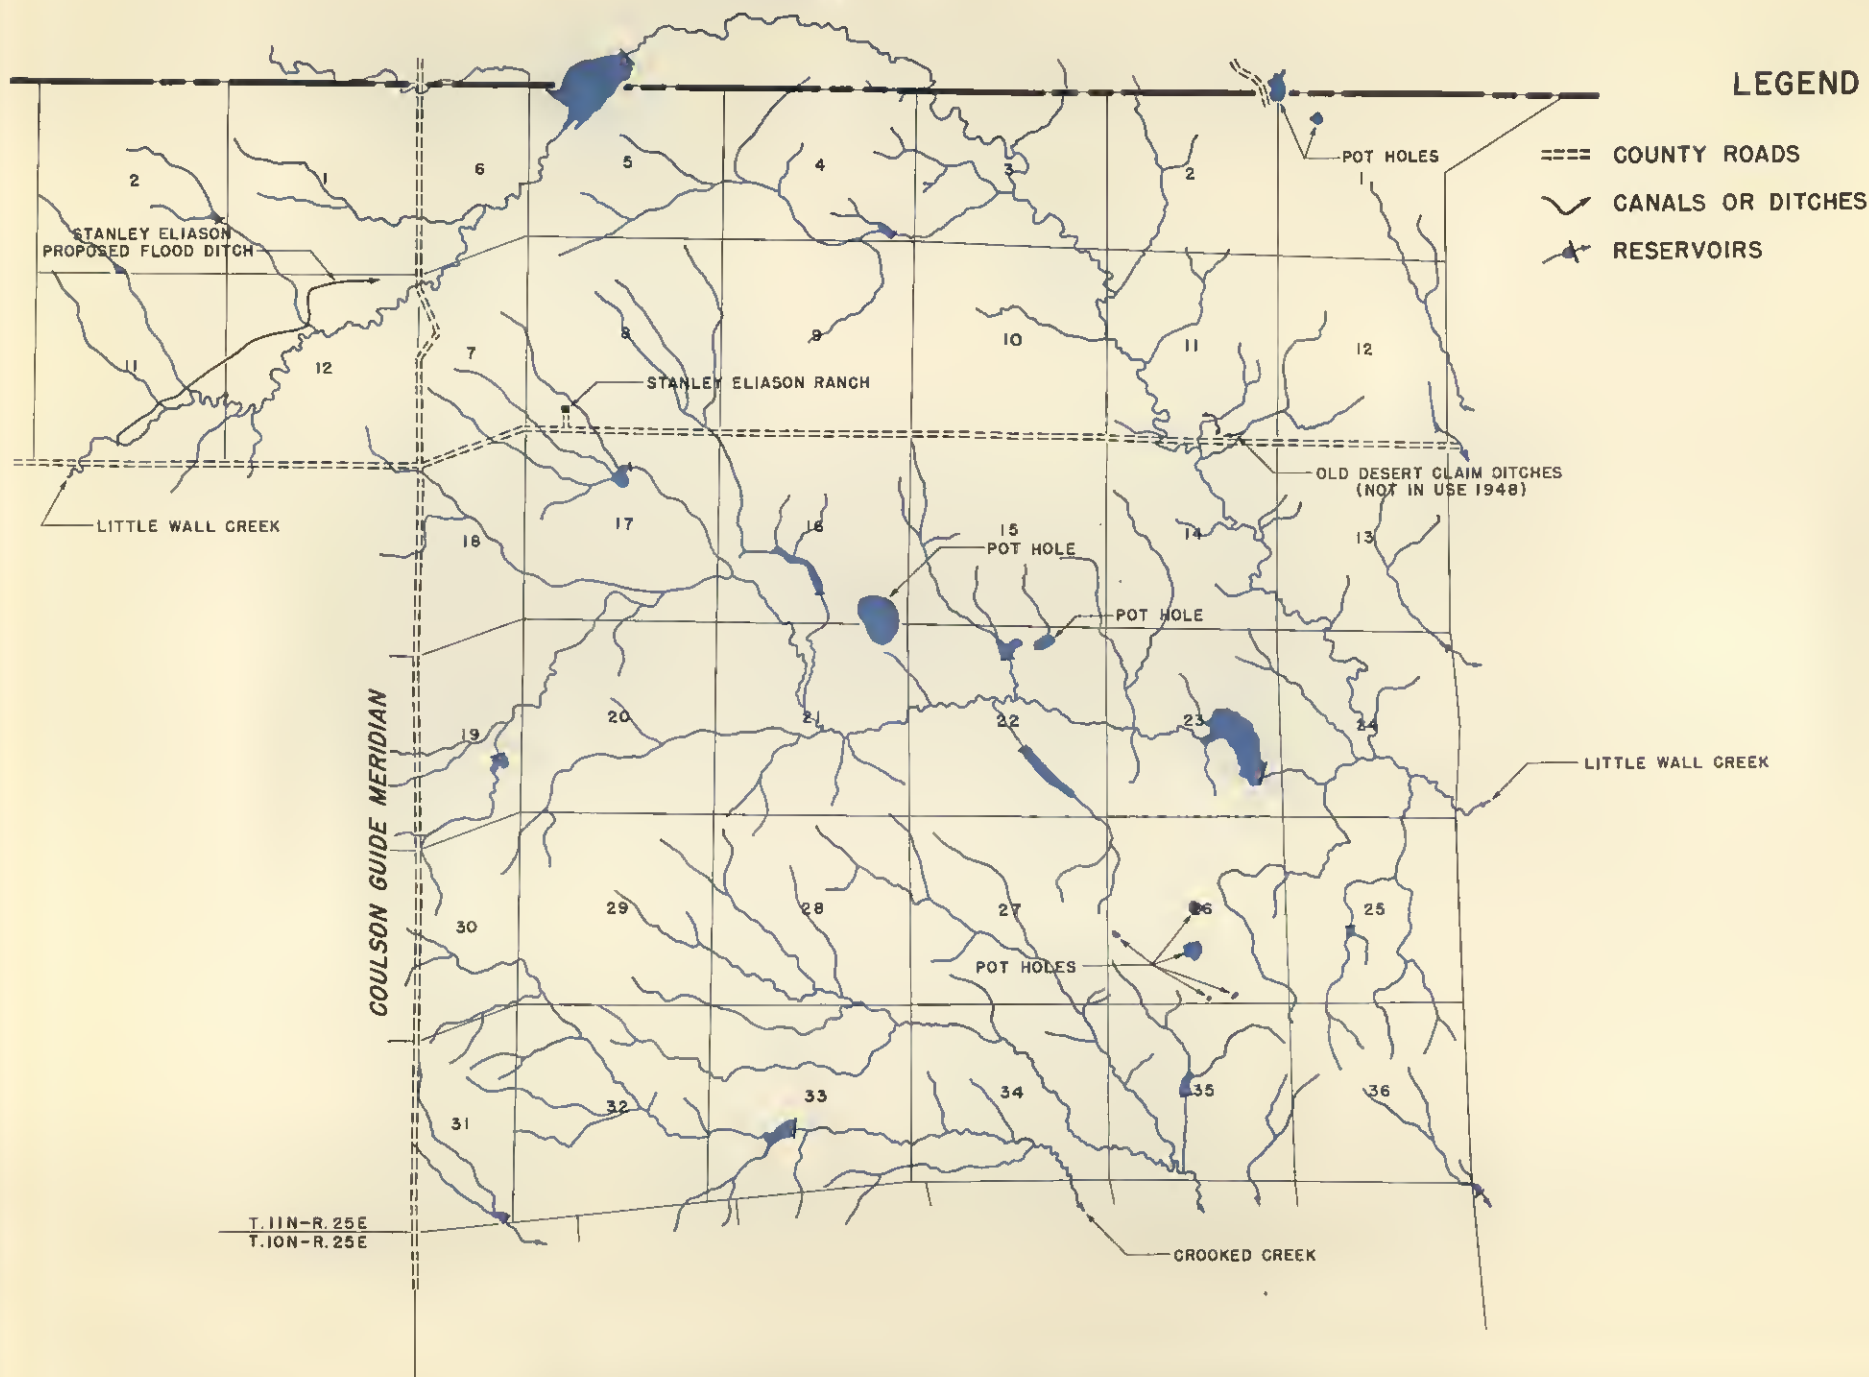 LEGEND
COUNTY ROADS
CANALS OR DITCHES
RESERVOIRS
POT HOLES
2
1
6
5
4
3
2
1
STANLEY ELIASON
PROPOSED FLOOD DITCH
11
12
7
8
9
10
11
12
STANLEY ELIASON RANCH
OLD DESERT CLAIM DITCHES
(NOT IN USE 1948)
LITTLE WALL CREEK
18
17
16
15
14
13
POT HOLE
POT HOLE
19
20
21
22
23
24
LITTLE WALL CREEK
COULSON GUIDE MERIDIAN
30
29
28
27
26
25
POT HOLES
31
32
33
34
35
36
T.11N-R.25E
T.10N-R.25E
CROOKED CREEK